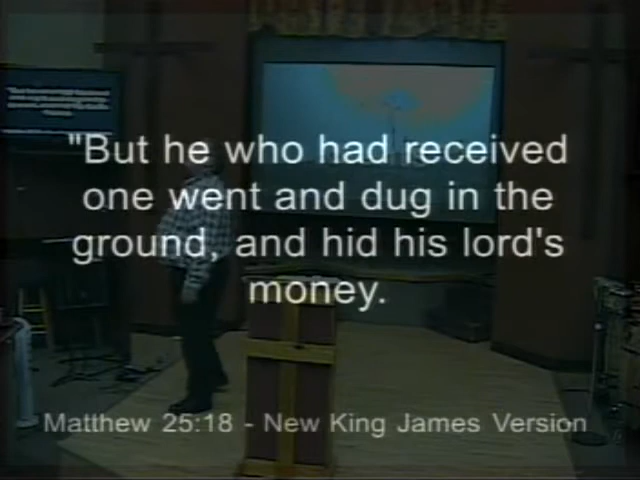 "But he who had received
one went and dug in the
ground, and hid his lord's
money.
Matthew 25:18 - New King James Version